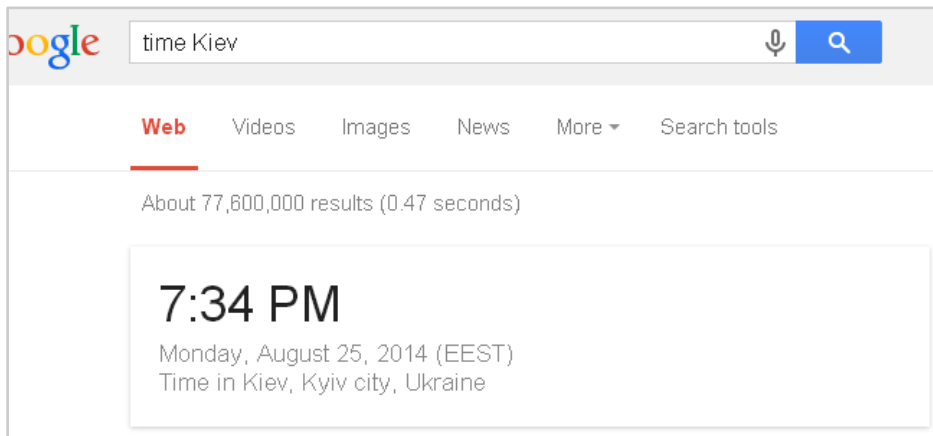 oogle time Kiev
Web Videos Images News More Search tools
About 77,600,000 results (0.47 seconds)
7:34 PM
Monday, August 25, 2014 (EEST)
Time in Kiev, Kyiv city, Ukraine